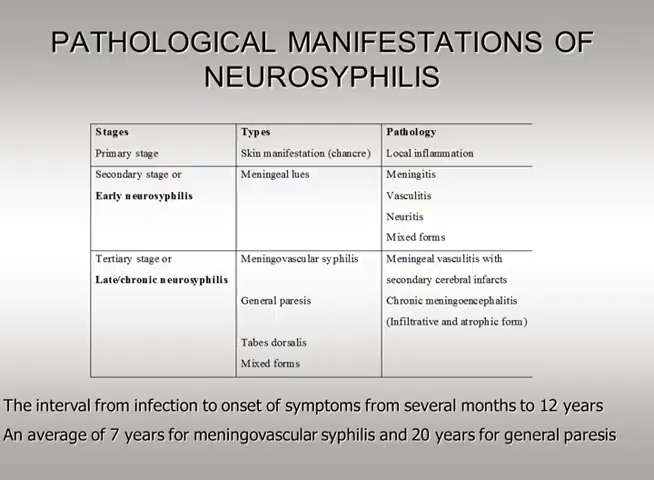 PATHOLOGICAL MANIFESTATIONS OF
NEUROSYPHILIS
Stages Types Pathology
Primary stage Skin manifestation (chancre) Local inflammation
Secondary stage or Meningeal lues Meningitis
Early neurosyphilis Vasculitis
Neuritis
Mixed forms
Tertiary stage or Meningovascular syphilis Meningeal vasculitis with
Late/chronic neurosyphilis secondary cerebral infarcts
General paresis Chronic meningoencephalitis
(Infiltrative and atrophic form)
Tabes dorsalis
Mixed forms
The interval from infection to onset of symptoms from several months to 12 years
An average of 7 years for meningovascular syphilis and 20 years for general paresis